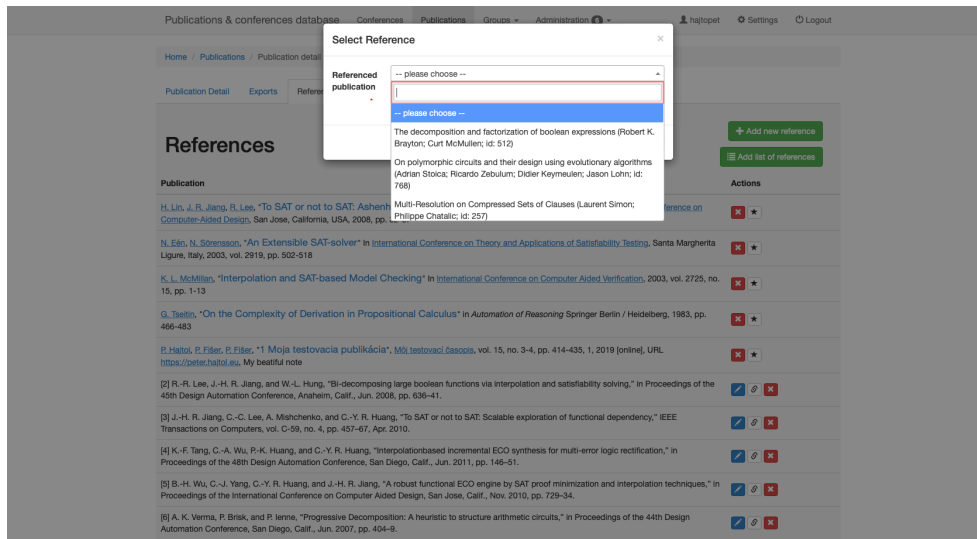 Publications & conferences database Conferences Publications Groups Administration 6 hajtopet Settings Logout
Select Reference ×
Home / Publications / Publication detail
Referenced publication *
-- please choose --
Publication Detail Exports
-- please choose --
The decomposition and factorization of boolean expressions (Robert K.
Brayton; Curt McMullen; id: 512)
On polymorphic circuits and their design using evolutionary algorithms
(Adrian Stoica; Ricardo Zebulum; Didier Keymeulen; Jason Lohn; id:
768)
Multi-Resolution on Compressed Sets of Clauses (Laurent Simon;
Philippe Chatalic; id: 257)
References
Add new reference
Add list of references
Publication Actions
H. Lin, J. R. Jiang, R. Lee, "To SAT or not to SAT: Ashenh ference on
Computer-Aided Design, San Jose, California, USA, 2008, pp.
N. Eén, N. Sörensson, "An Extensible SAT-solver" In International Conference on Theory and Applications of Satisfiability Testing, Santa Margherita
Ligure, Italy, 2003, vol. 2919, pp. 502-518
K. L. McMillan, "Interpolation and SAT-based Model Checking" In International Conference on Computer Aided Verification, 2003, vol. 2725, no.
15, pp. 1-13
G. Tseitin, "On the Complexity of Derivation in Propositional Calculus" in Automation of Reasoning Springer Berlin / Heidelberg, 1983, pp.
466-483
P. Hajtol, P. Fišer, P. Fišer, "1 Moja testovacia publikácia", Môj testovací časopis, vol. 15, no. 3-4, pp. 414-435, 1, 2019 [online], URL
https://peter.hajtol.eu, My beatiful note
[2] R.-R. Lee, J.-H. R. Jiang, and W.-L. Hung, "Bi-decomposing large boolean functions via interpolation and satisfiability solving," in Proceedings of the
45th Design Automation Conference, Anaheim, Calif., Jun. 2008, pp. 636–41.
[3] J.-H. R. Jiang, C.-C. Lee, A. Mishchenko, and C.-Y. R. Huang, "To SAT or not to SAT: Scalable exploration of functional dependency," IEEE
Transactions on Computers, vol. C-59, no. 4, pp. 457–67, Apr. 2010.
[4] K.-F. Tang, C.-A. Wu, P.-K. Huang, and C.-Y. R. Huang, "Interpolationbased incremental ECO synthesis for multi-error logic rectification," in
Proceedings of the 48th Design Automation Conference, San Diego, Calif., Jun. 2011, pp. 146–51.
[5] B.-H. Wu, C.-J. Yang, C.-Y. R. Huang, and J.-H. R. Jiang, "A robust functional ECO engine by SAT proof minimization and interpolation techniques," in
Proceedings of the International Conference on Computer Aided Design, San Jose, Calif., Nov. 2010, pp. 729–34.
[6] A. K. Verma, P. Brisk, and P. Ienne, "Progressive Decomposition: A heuristic to structure arithmetic circuits," in Proceedings of the 44th Design
Automation Conference, San Diego, Calif., Jun. 2007, pp. 404–9.